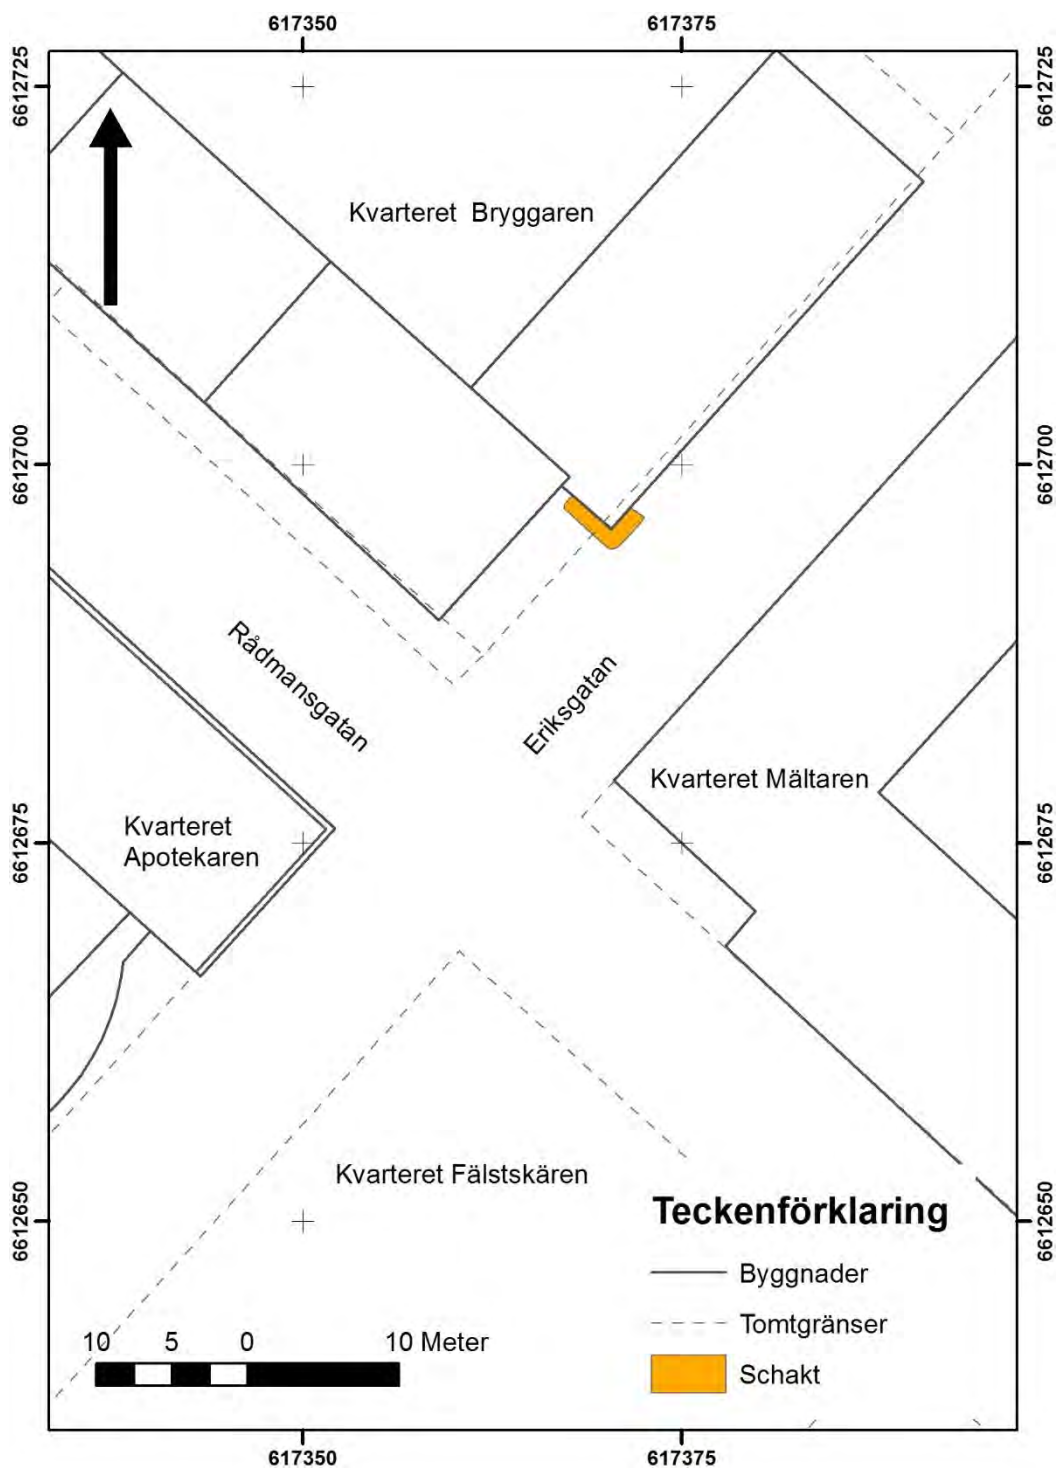 617350 617375
6612725 6612725
Kvarteret Bryggaren
6612700 6612700
Rådmansgatan
Eriksgatan
Kvarteret Mältaren
Kvarteret
Apotekaren
6612675 6612675
Kvarteret Fälstskären
6612650 6612650
Teckenförklaring
Byggnader
Tomtgränser
Schakt
10 5 0 10 Meter
617350 617375